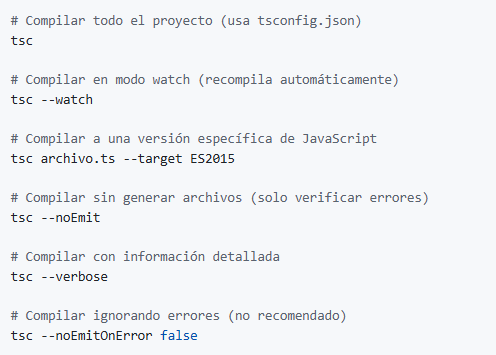 # Compilar todo el proyecto (usa tsconfig.json)
tsc
# Compilar en modo watch (recompila automáticamente)
tsc --watch
# Compilar a una versión específica de JavaScript
tsc archivo.ts --target ES2015
# Compilar sin generar archivos (solo verificar errores)
tsc --noEmit
# Compilar con información detallada
tsc --verbose
# Compilar ignorando errores (no recomendado)
tsc --noEmitOnError false